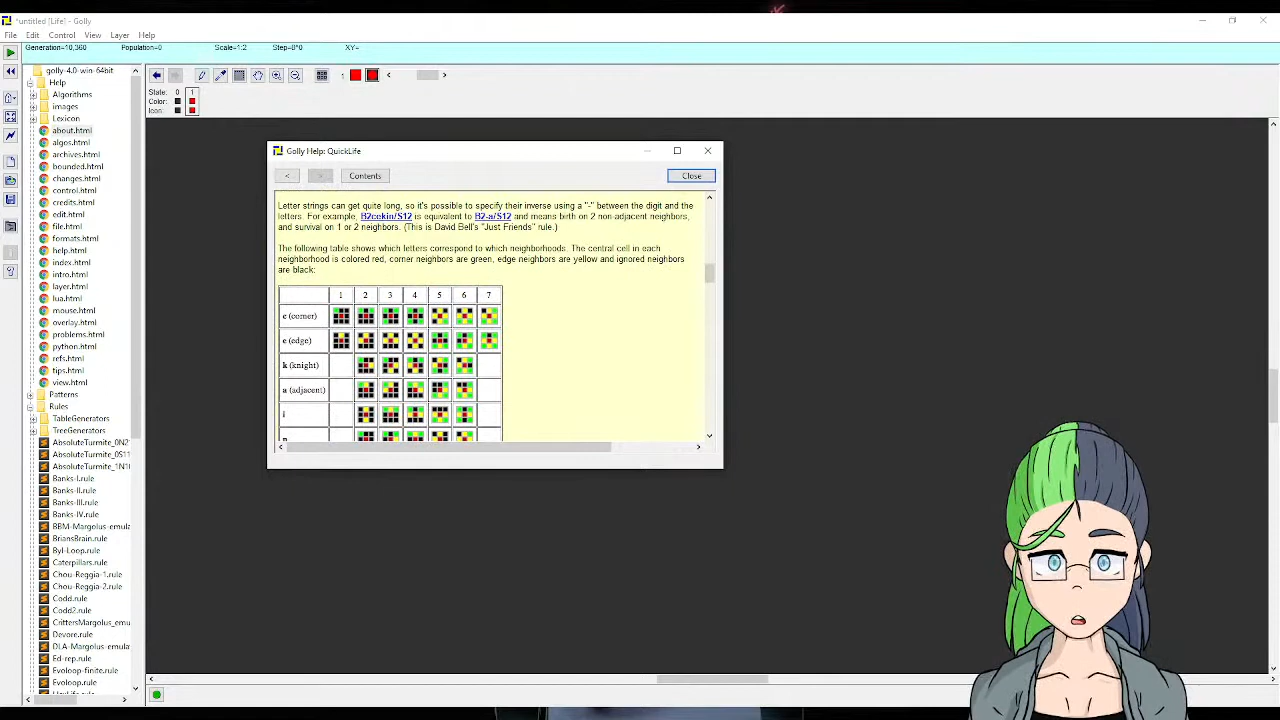 *untitled [Life] - Golly
File Edit Control View Layer Help
Generation=10,360 Population=0 Scale=1:2 Step=8^0 XY=
golly-4.0-win-64bit
Help
Algorithms
images
Lexicon
about.html
algos.html
archives.html
bounded.html
changes.html
control.html
credits.html
edit.html
file.html
formats.html
help.html
index.html
intro.html
layer.html
lua.html
mouse.html
overlay.html
problems.html
python.html
refs.html
tips.html
view.html
Patterns
Rules
TableGenerators
TreeGenerators
AbsoluteTurmite_0N2
AbsoluteTurmite_0S11
AbsoluteTurmite_1N1
Banks-I.rule
Banks-II.rule
Banks-III.rule
Banks-IV.rule
BBM-Margolus-emula
BriansBrain.rule
Byl-Loop.rule
Caterpillars.rule
Chou-Reggia-1.rule
Chou-Reggia-2.rule
Codd.rule
Codd2.rule
CrittersMargolus_emu
Devore.rule
DLA-Margolus-emula
Ed-rep.rule
Evoloop-finite.rule
Evoloop.rule
State: 0 1
Color:
Icon:
Golly Help: QuickLife
< > Contents Close
Letter strings can get quite long, so it's possible to specify their inverse using a "-" between the digit and the
letters. For example, B2cekin/S12 is equivalent to B2-a/S12 and means birth on 2 non-adjacent neighbors,
and survival on 1 or 2 neighbors. (This is David Bell's "Just Friends" rule.)
The following table shows which letters correspond to which neighborhoods. The central cell in each
neighborhood is colored red, corner neighbors are green, edge neighbors are yellow and ignored neighbors
are black:
1 2 3 4 5 6 7
c (corner)
e (edge)
k (knight)
a (adjacent)
i
n